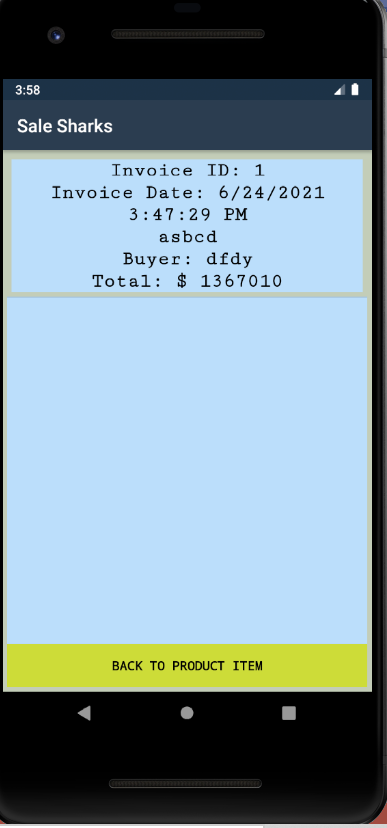 3:58
Sale Sharks
Invoice ID: 1
Invoice Date: 6/24/2021
3:47:29 PM
asbcd
Buyer: dfdy
Total: $ 1367010
BACK TO PRODUCT ITEM